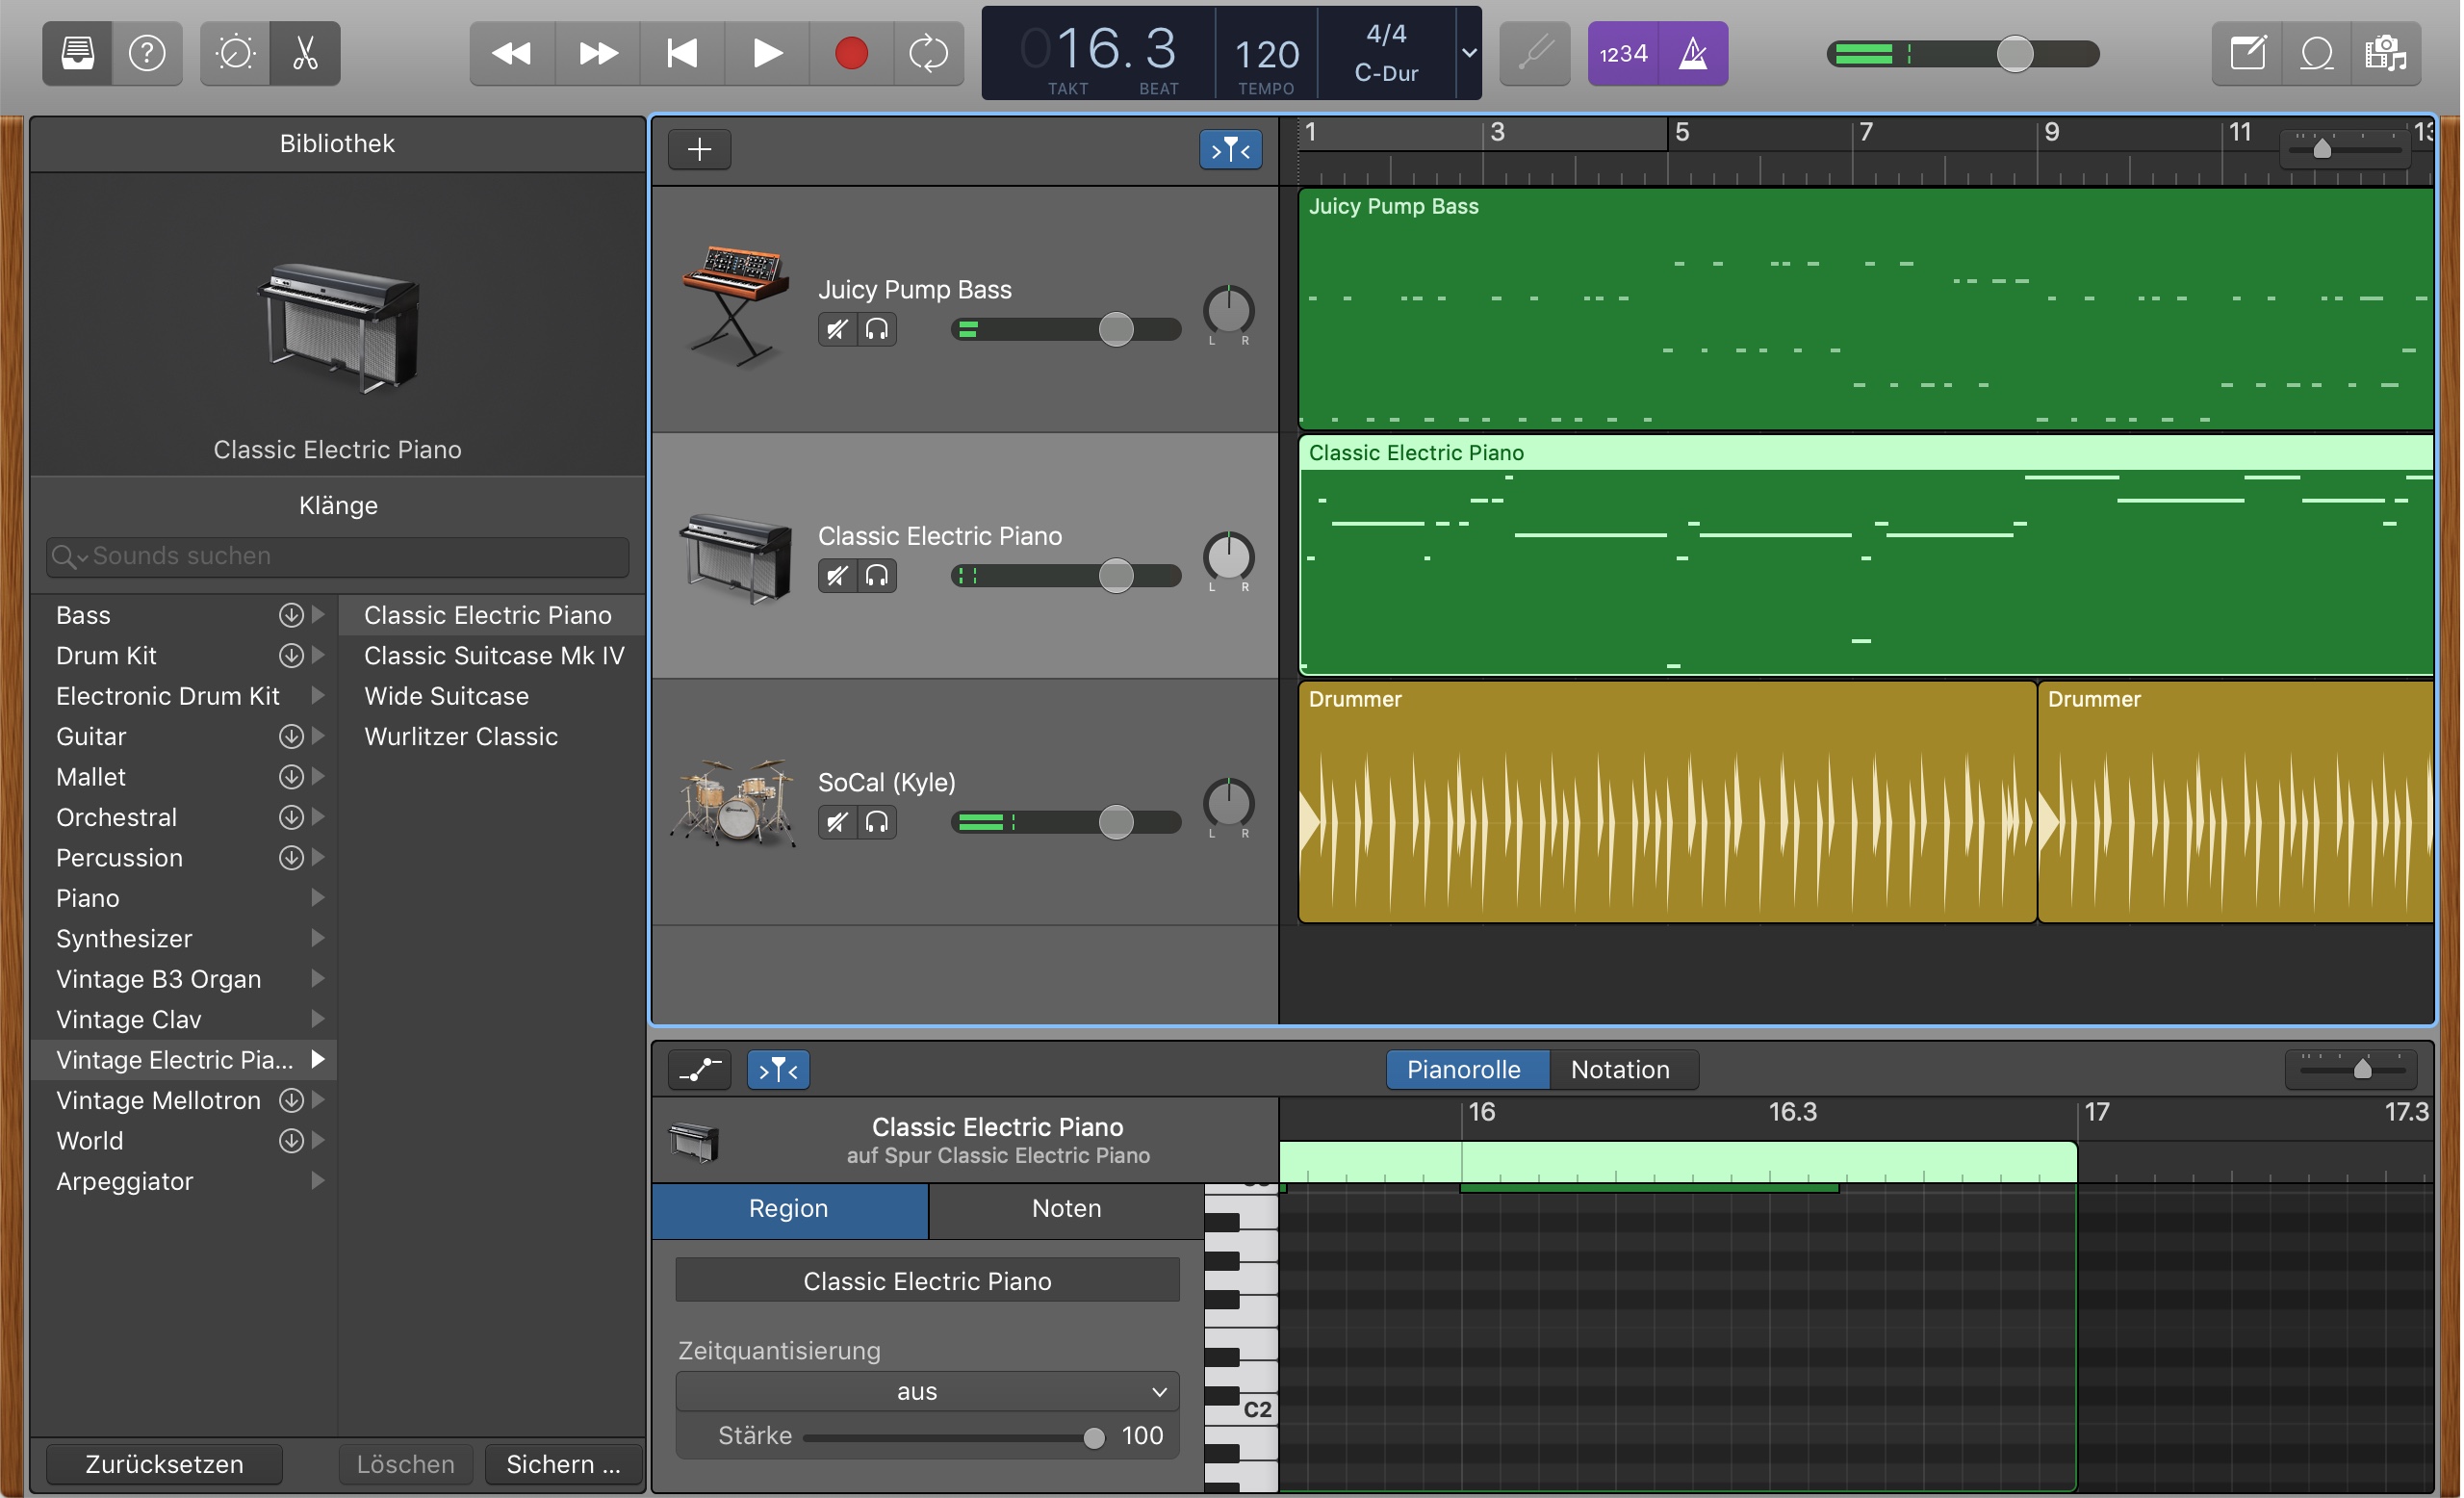 016.3
TAKT
BEAT
120
TEMPO
4/4
C-Dur
1234
Bibliothek
Classic Electric Piano
Klänge
Sounds suchen
Bass
Drum Kit
Electronic Drum Kit
Guitar
Mallet
Orchestral
Percussion
Piano
Synthesizer
Vintage B3 Organ
Vintage Clav
Vintage Electric Pia...
Vintage Mellotron
World
Arpeggiator
Classic Electric Piano
Classic Suitcase Mk IV
Wide Suitcase
Wurlitzer Classic
Zurücksetzen
Löschen
Sichern ...
1 3 5 7 9 11 13
Juicy Pump Bass
L R
Juicy Pump Bass
Classic Electric Piano
L R
Classic Electric Piano
SoCal (Kyle)
L R
Drummer
Drummer
Pianorolle
Notation
Classic Electric Piano
auf Spur Classic Electric Piano
16 16.3 17 17.3
Region
Noten
Classic Electric Piano
Zeitquantisierung
aus
Stärke 100
C2